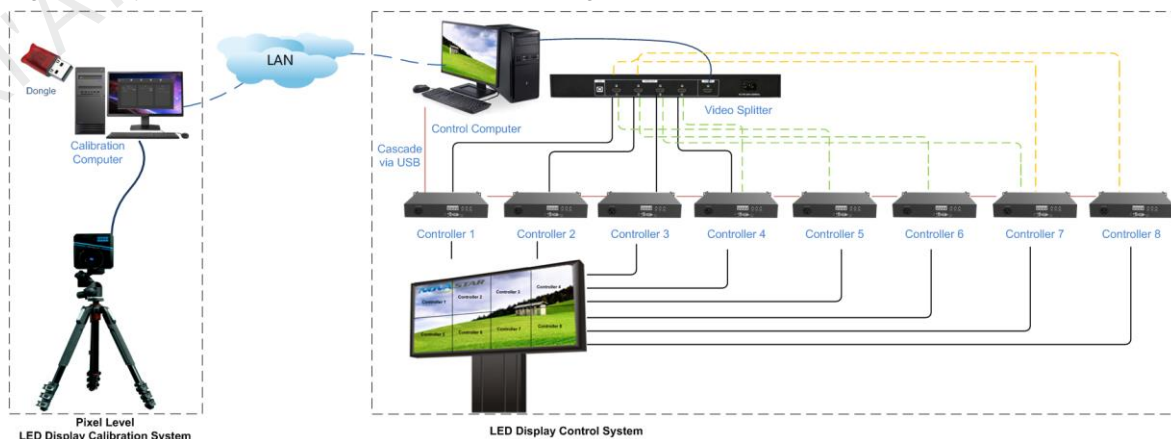 Dongle
Calibration
Computer
Pixel Level
LED Display Calibration System
LAN
Control Computer
Cascade
via USB
Video Splitter
Controller 1
Controller 2
Controller 3
Controller 4
Controller 5
Controller 6
Controller 7
Controller 8
NOVA STAR
Controller 1
Controller 2
Controller 3
Controller 4
Controller 5
Controller 6
Controller 7
Controller 8
LED Display Control System